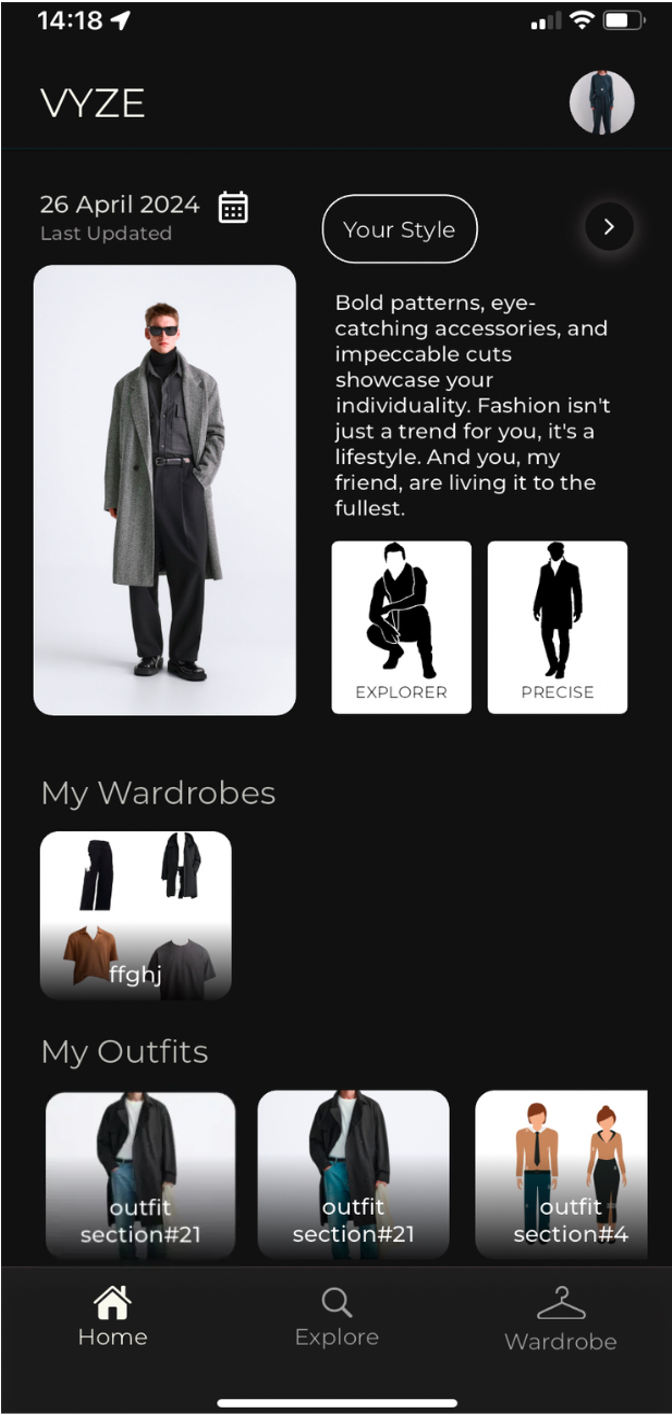 14:18
VYZE
26 April 2024
Last Updated
Your Style
Bold patterns, eye-
catching accessories, and
impeccable cuts
showcase your
individuality. Fashion isn't
just a trend for you, it's a
lifestyle. And you, my
friend, are living it to the
fullest.
EXPLORER
PRECISE
My Wardrobes
ffghj
My Outfits
outfit
section#21
outfit
section#21
outfit
section#4
Home
Explore
Wardrobe